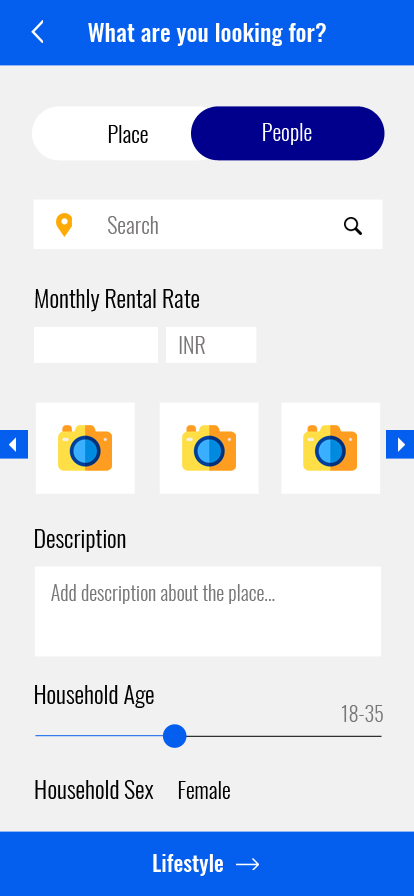 What are you looking for?
Place People
Search
Monthly Rental Rate
INR
Description
Add description about the place...
Household Age
18-35
Household Sex Female
Lifestyle